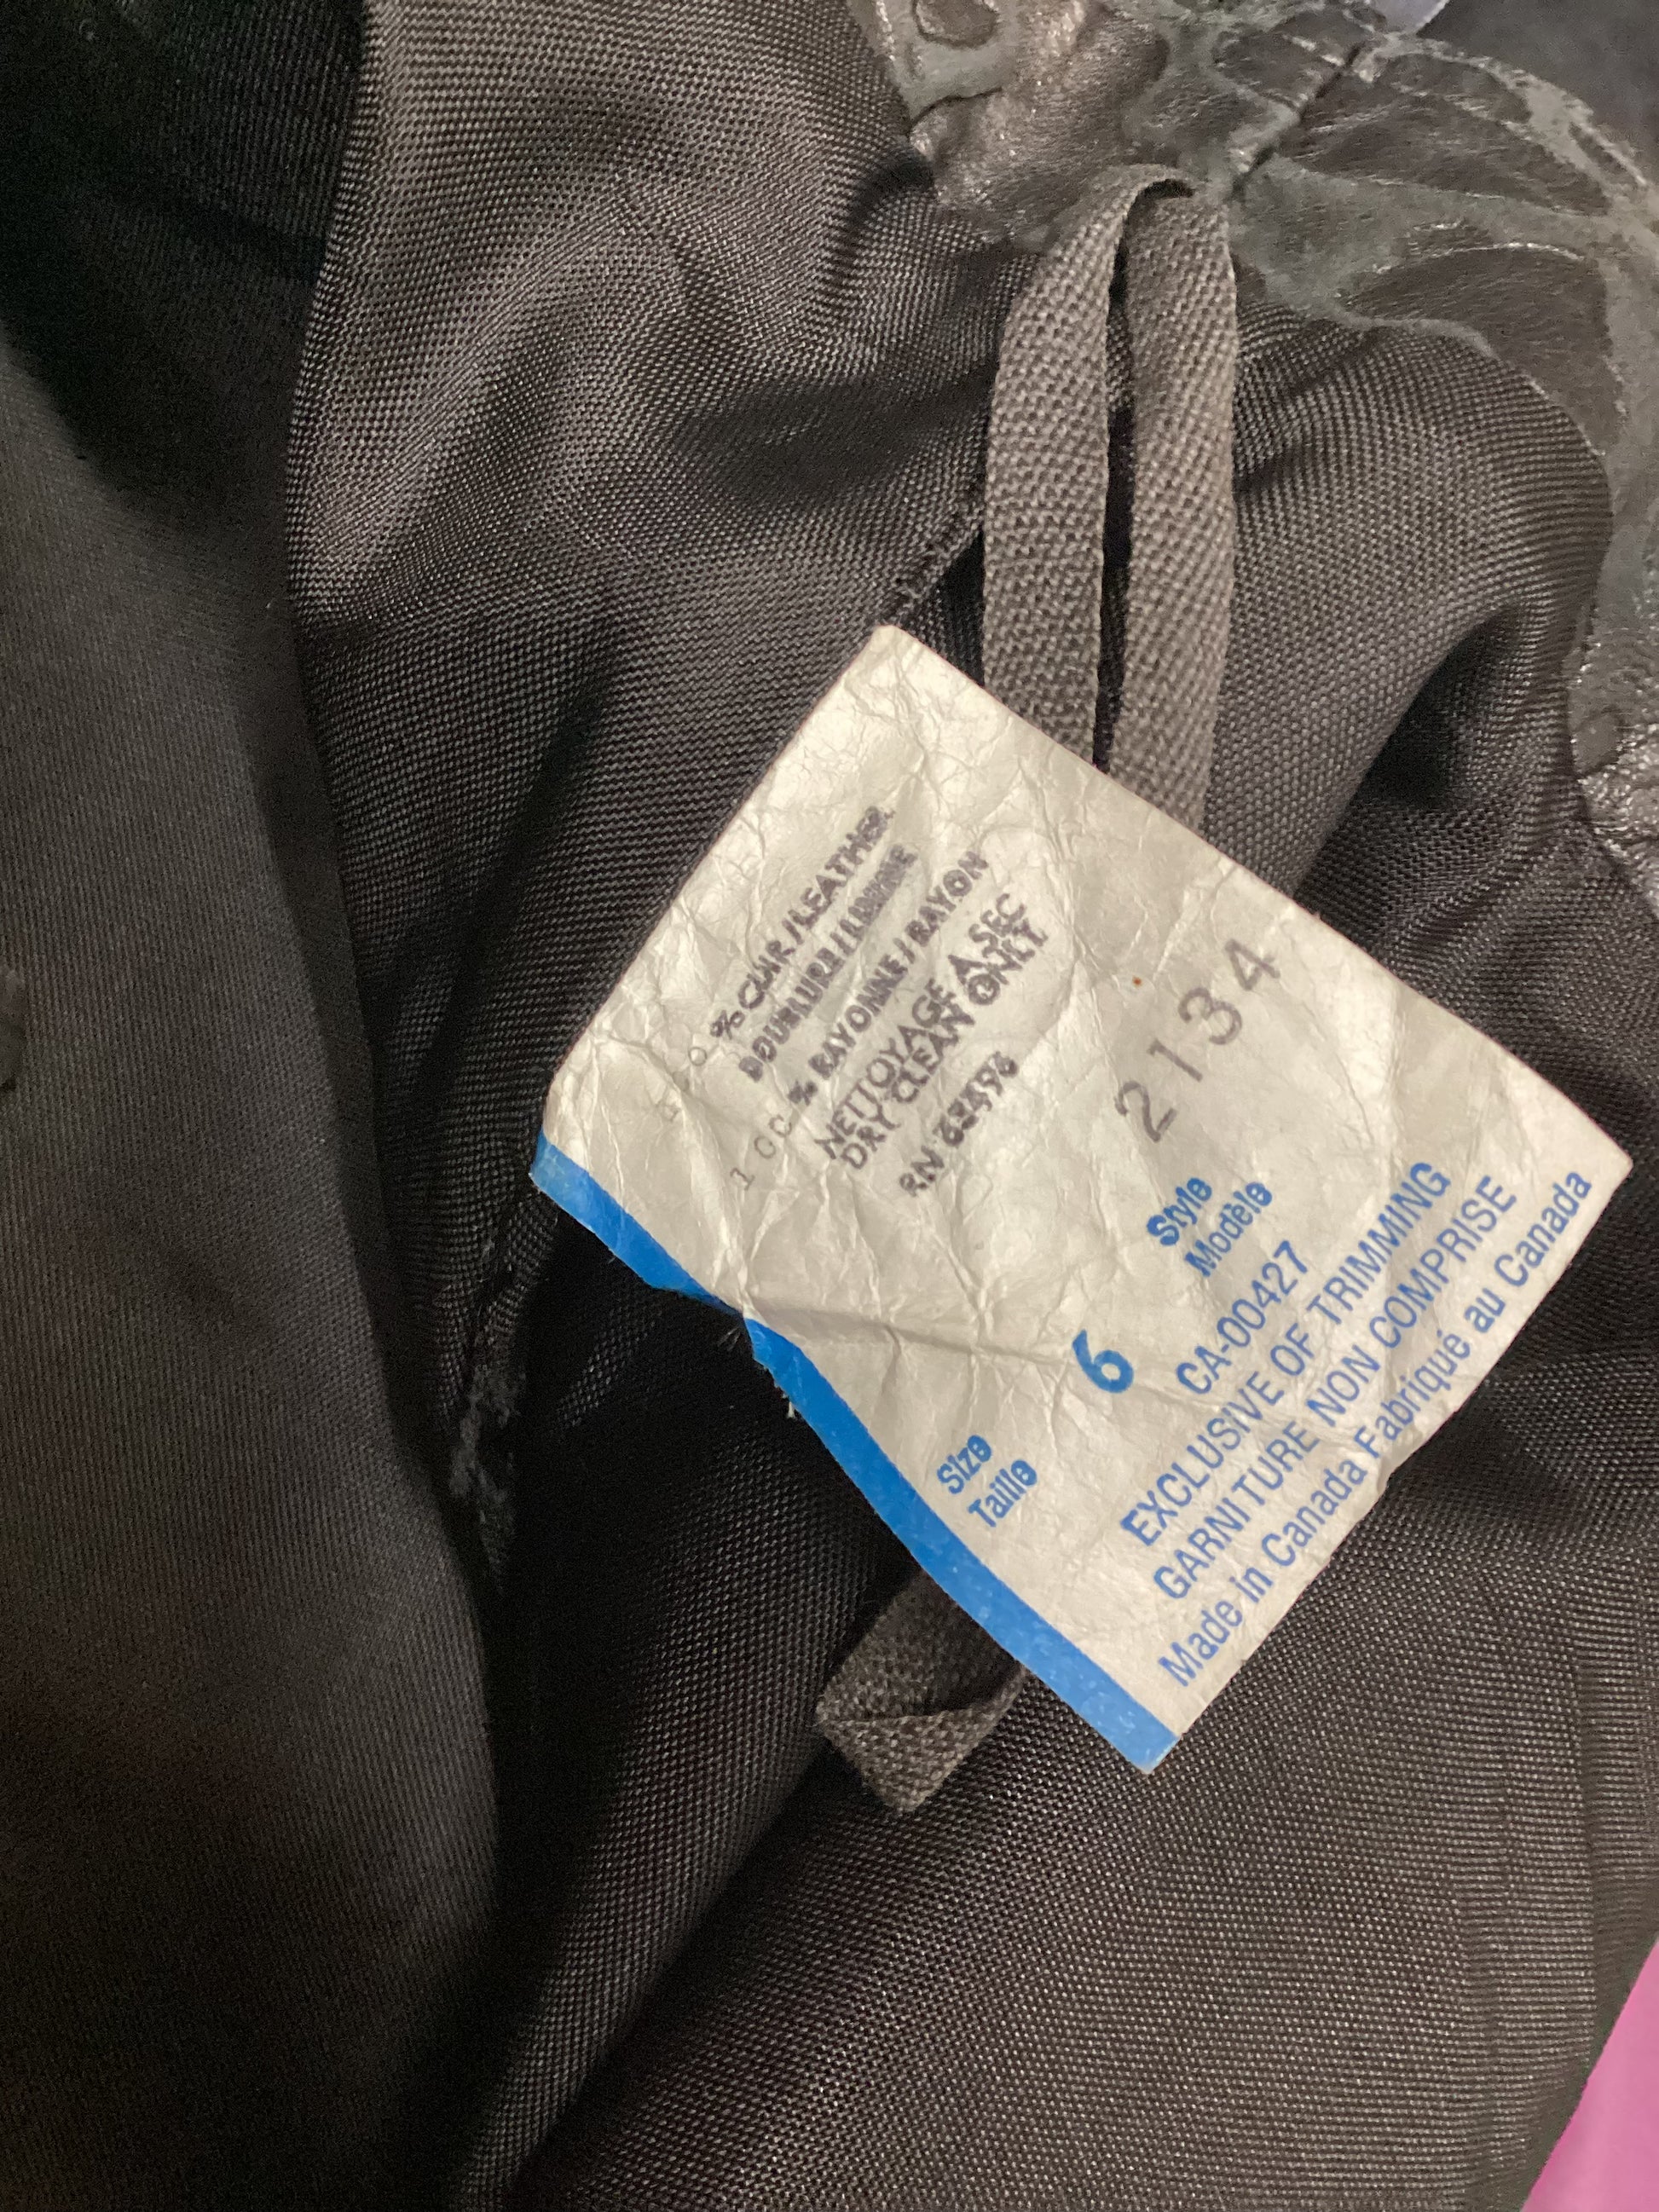 % CUIR/LEATHER
DOUBLURE/LINING
100 % RAYONNE/RAYON
NETTOYAGE A SEC
DRY CLEAN ONLY
RN
2134
Style
Modèle
6
Size
Taille
CA-00427
EXCLUSIVE OF TRIMMING
GARNITURE NON COMPRISE
Made in Canada Fabriqué au Canada